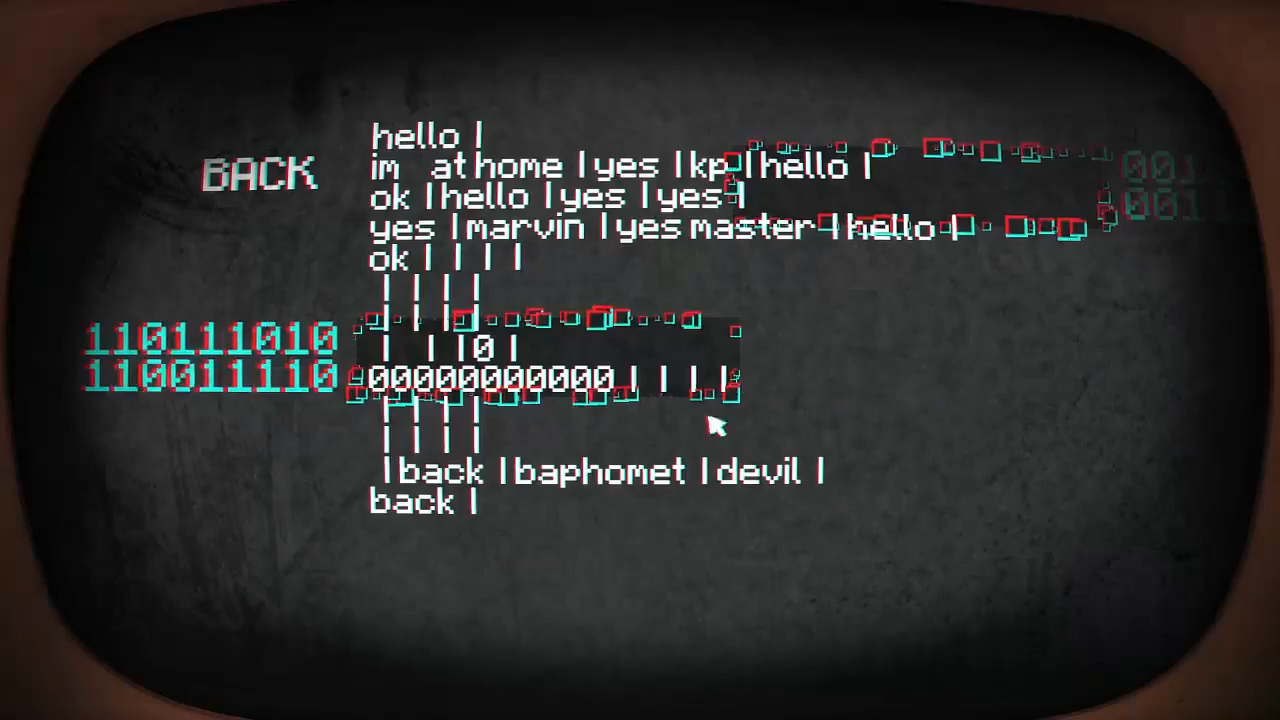 hello |
BACK
im at home | yes | kp | hello |
ok | hello | yes | yes |
yes | marvin | yes master | hello |
ok | | | |
| | | |
| | | |
110111010
| | | 0 |
110011110
00000000000 | | | |
| | | |
| | | |
| back | baphomet | devil |
back |